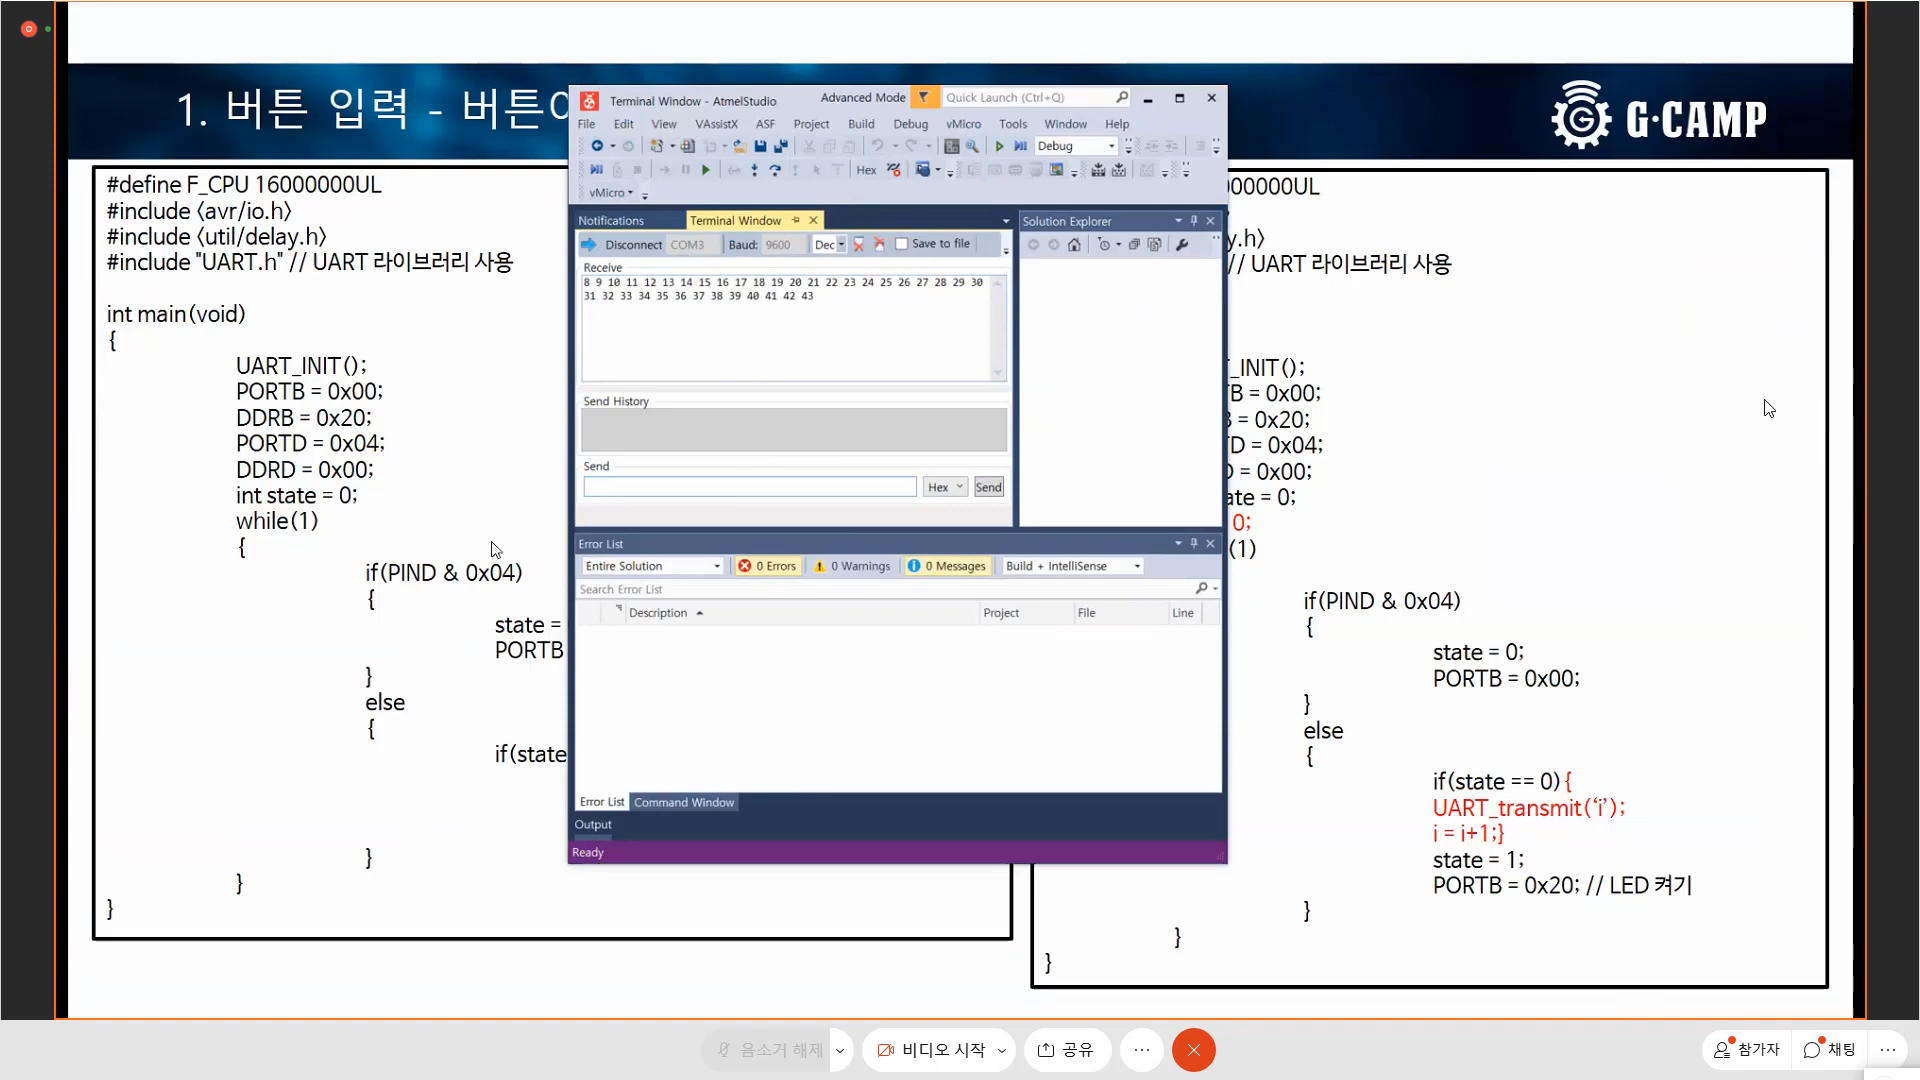 1. 버튼 입력 - 버튼이
G·CAMP
#define F_CPU 16000000UL
#include <avr/io.h>
#include <util/delay.h>
#include "UART.h" // UART 라이브러리 사용
int main(void)
{
UART_INIT();
PORTB = 0x00;
DDRB = 0x20;
PORTD = 0x04;
DDRD = 0x00;
int state = 0;
while(1)
{
if(PIND & 0x04)
{
state =
PORTB
}
else
{
if(state
}
}
}
Terminal Window - AtmelStudio
Advanced Mode
Quick Launch (Ctrl+Q)
File Edit View VAssistX ASF Project Build Debug vMicro Tools Window Help
Debug
Hex
vMicro
Notifications
Terminal Window
Disconnect COM3 Baud: 9600 Dec Save to file
Receive
8 9 10 11 12 13 14 15 16 17 18 19 20 21 22 23 24 25 26 27 28 29 30
31 32 33 34 35 36 37 38 39 40 41 42 43
Send History
Send
Hex
Send
Solution Explorer
Error List
Entire Solution 0 Errors 0 Warnings 0 Messages Build + IntelliSense
Search Error List
Description Project File Line
Error List Command Window
Output
Ready
000000UL
y.h>
// UART 라이브러리 사용
_INIT();
B = 0x00;
= 0x20;
D = 0x04;
= 0x00;
ate = 0;
0;
(1)
if(PIND & 0x04)
{
state = 0;
PORTB = 0x00;
}
else
{
if(state == 0) {
UART_transmit(‘i’);
i = i+1;}
state = 1;
PORTB = 0x20; // LED 켜기
}
}
}
음소거 해제
비디오 시작
공유
참가자
채팅